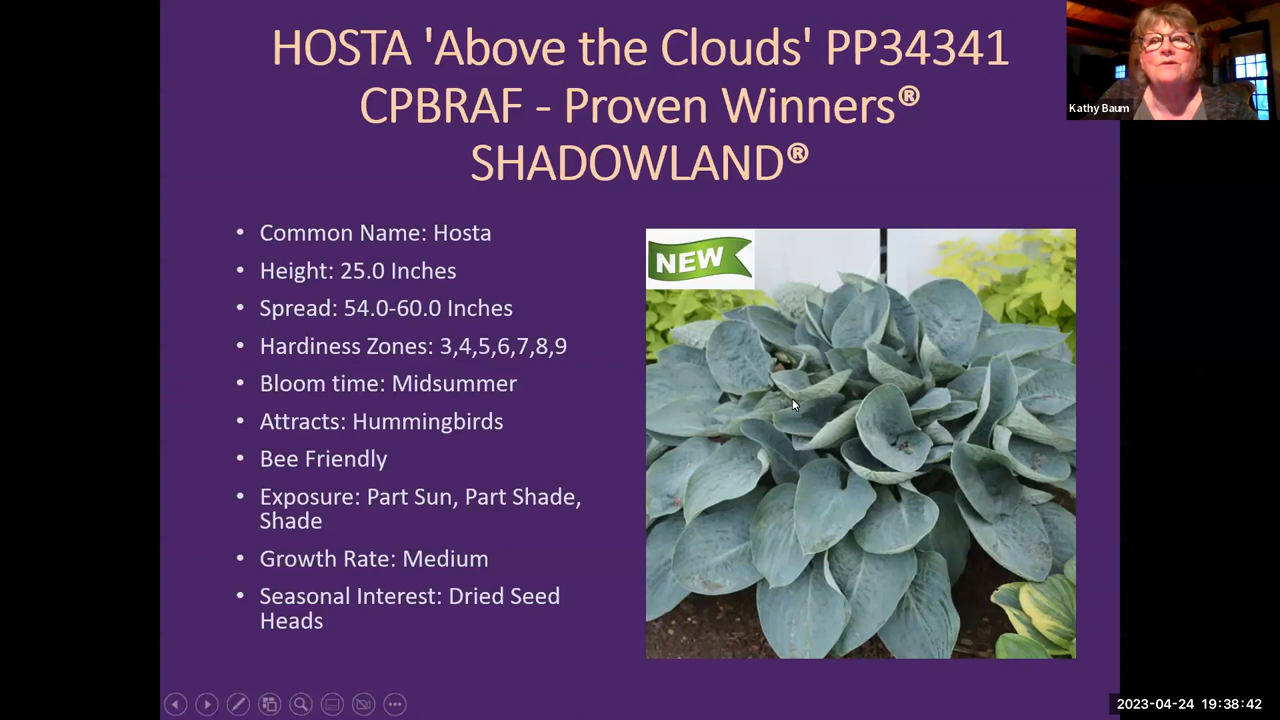 HOSTA 'Above the Clouds' PP34341
CPBRAF - Proven Winners®
SHADOWLAND®
Kathy Baum
• Common Name: Hosta
• Height: 25.0 Inches
• Spread: 54.0-60.0 Inches
• Hardiness Zones: 3,4,5,6,7,8,9
• Bloom time: Midsummer
• Attracts: Hummingbirds
• Bee Friendly
• Exposure: Part Sun, Part Shade,
Shade
• Growth Rate: Medium
• Seasonal Interest: Dried Seed
Heads
NEW
2023-04-24 19:38:42